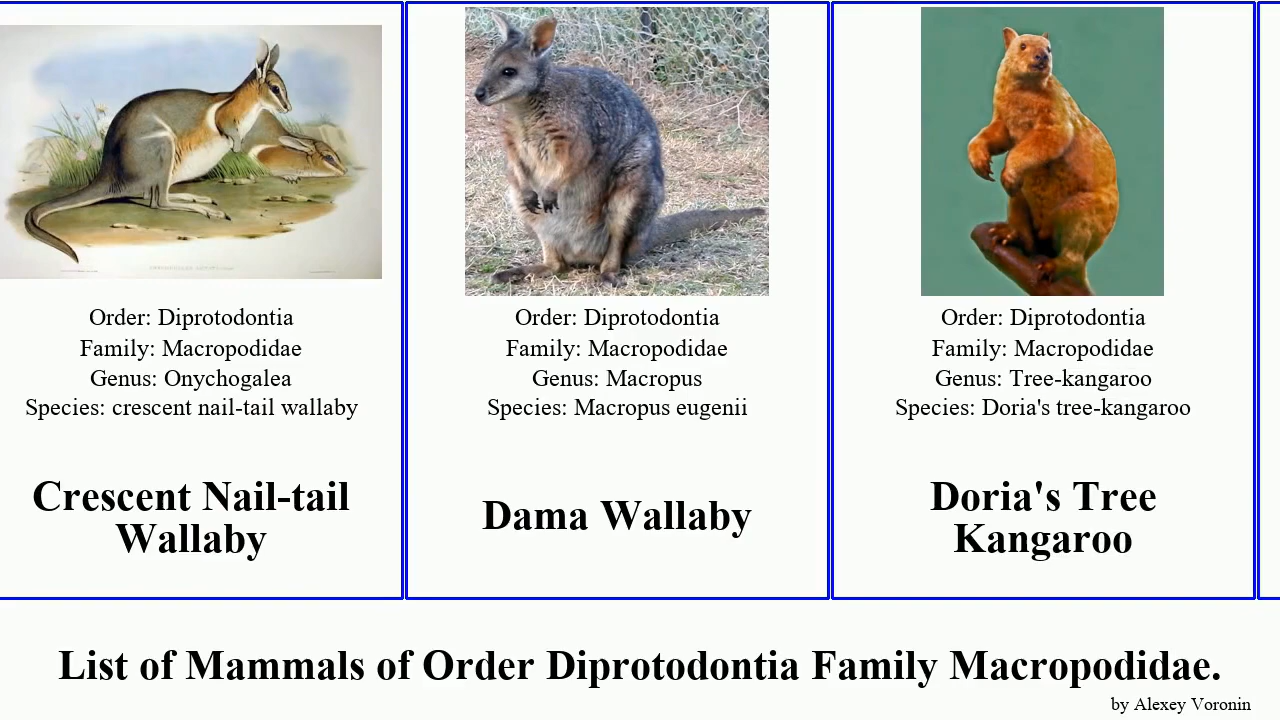 Order: Diprotodontia
Family: Macropodidae
Genus: Onychogalea
Species: crescent nail-tail wallaby
Crescent Nail-tail
Wallaby
Order: Diprotodontia
Family: Macropodidae
Genus: Macropus
Species: Macropus eugenii
Dama Wallaby
Order: Diprotodontia
Family: Macropodidae
Genus: Tree-kangaroo
Species: Doria's tree-kangaroo
Doria's Tree
Kangaroo
List of Mammals of Order Diprotodontia Family Macropodidae.
by Alexey Voronin